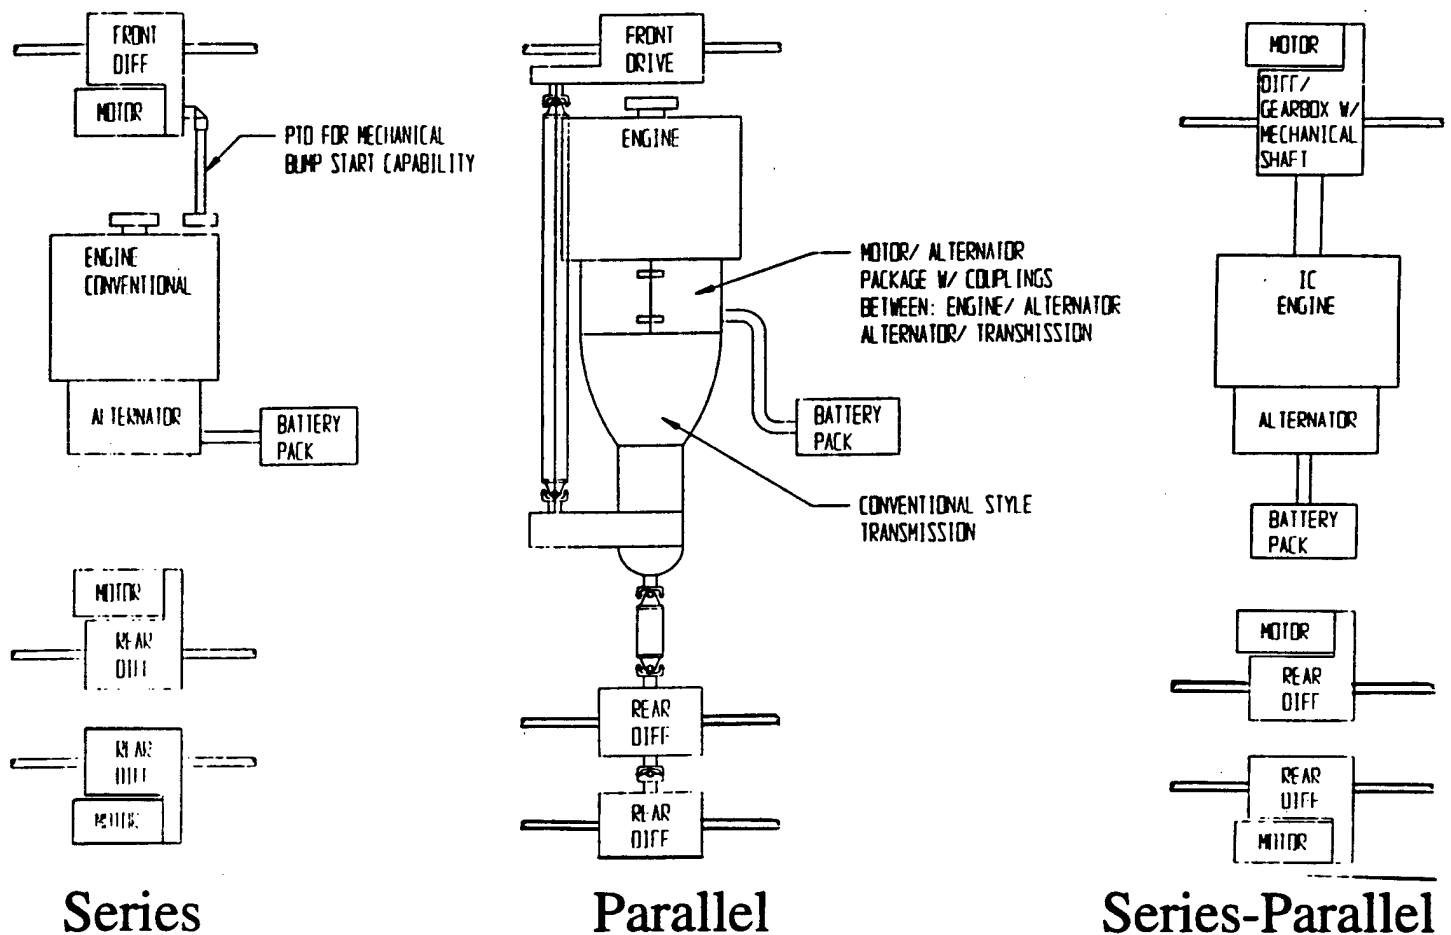 FRONT
DIFF
MOTOR
PTO FOR MECHANICAL
BUMP START CAPABILITY
ENGINE
CONVENTIONAL
ALTERNATOR
BATTERY
PACK
MOTOR
REAR
DIFF
REAR
DIFF
MOTOR
Series
FRONT
DRIVE
ENGINE
MOTOR/ ALTERNATOR
PACKAGE W/ COUPLINGS
BETWEEN: ENGINE/ ALTERNATOR
ALTERNATOR/ TRANSMISSION
BATTERY
PACK
CONVENTIONAL STYLE
TRANSMISSION
REAR
DIFF
REAR
DIFF
Parallel
MOTOR
DIFF/
GEARBOX W/
MECHANICAL
SHAFT
IC
ENGINE
ALTERNATOR
BATTERY
PACK
MOTOR
REAR
DIFF
REAR
DIFF
MOTOR
Series-Parallel